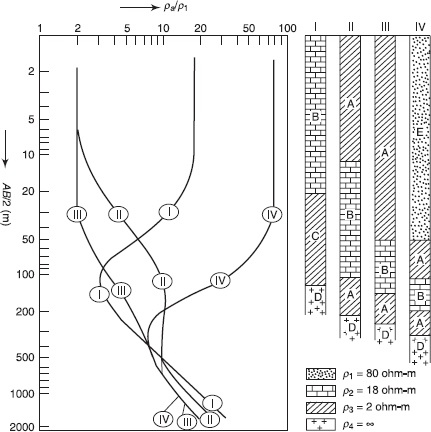 ρa/ρ1
1 2 5 10 20 50 80 100
I II III IV
AB/2 (m)
2
5
10
20
50
100
200
500
1000
2000
III II I IV
I III II IV
I
IV III II
B C D
A B A D
A B A D
E A B A D
ρ1 = 80 ohm-m
ρ2 = 18 ohm-m
ρ3 = 2 ohm-m
ρ4 = ∞